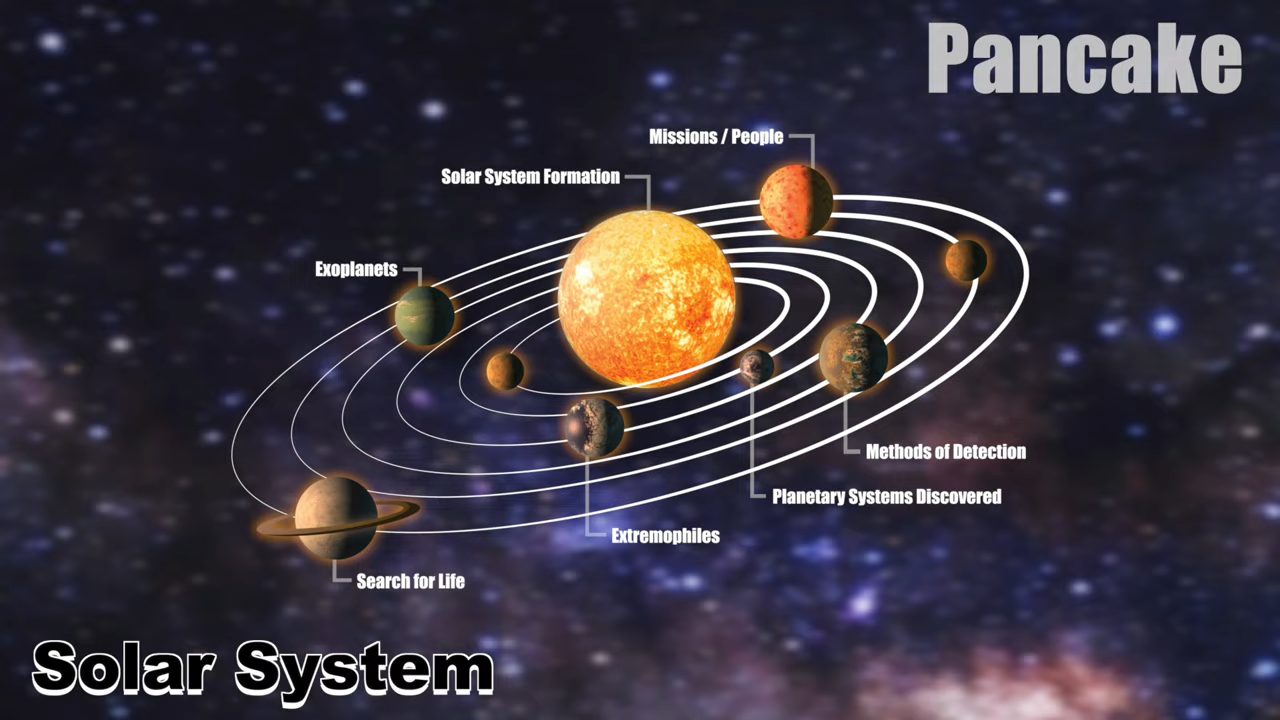 Pancake
Missions / People
Solar System Formation
Exoplanets
Methods of Detection
Planetary Systems Discovered
Extremophiles
Search for Life
Solar System